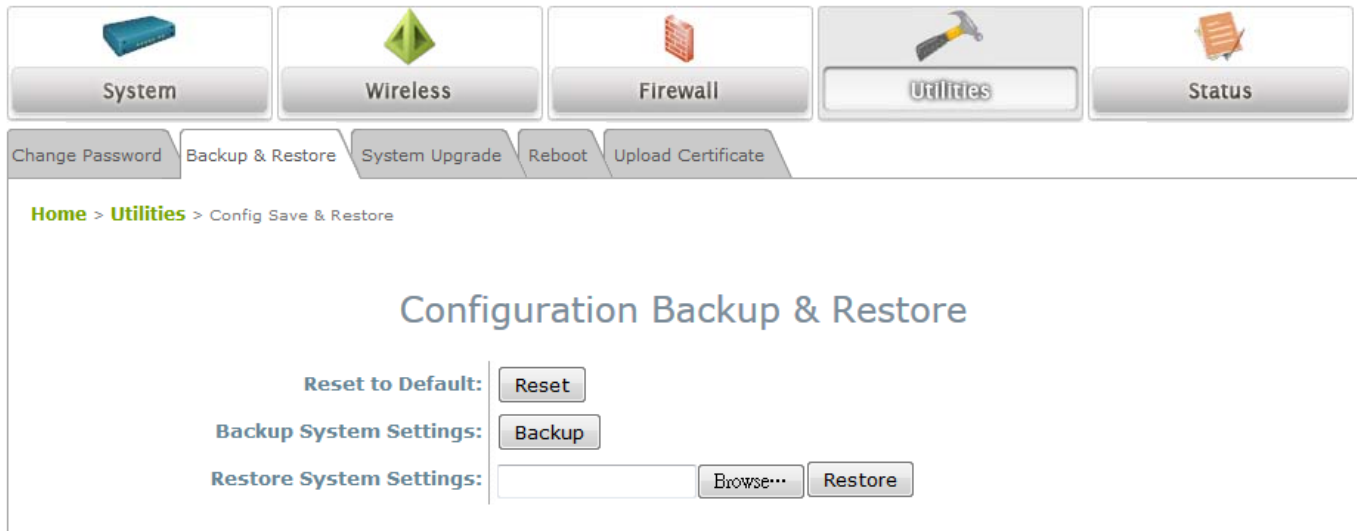 System Wireless Firewall Utilities Status
Change Password Backup & Restore System Upgrade Reboot Upload Certificate
Home > Utilities > Config Save & Restore
Configuration Backup & Restore
Reset to Default: Reset
Backup System Settings: Backup
Restore System Settings: Browse... Restore